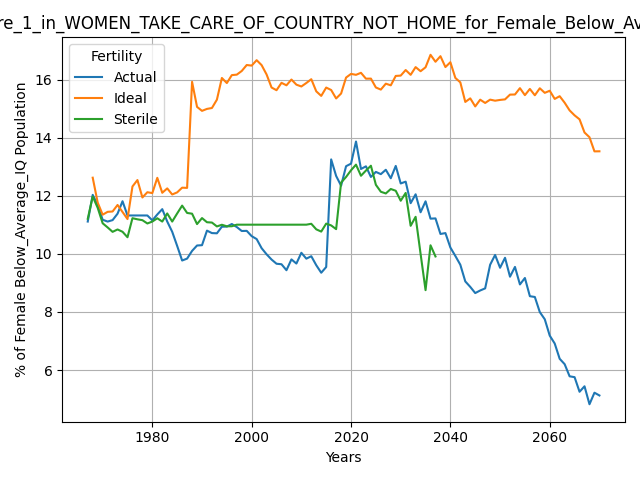 re_1_in_WOMEN_TAKE_CARE_OF_COUNTRY_NOT_HOME_for_Female_Below_Av
Fertility
Actual
Ideal
Sterile
% of Female Below_Average_IQ Population
16
14
12
10
8
6
1980
2000
2020
2040
2060
Years